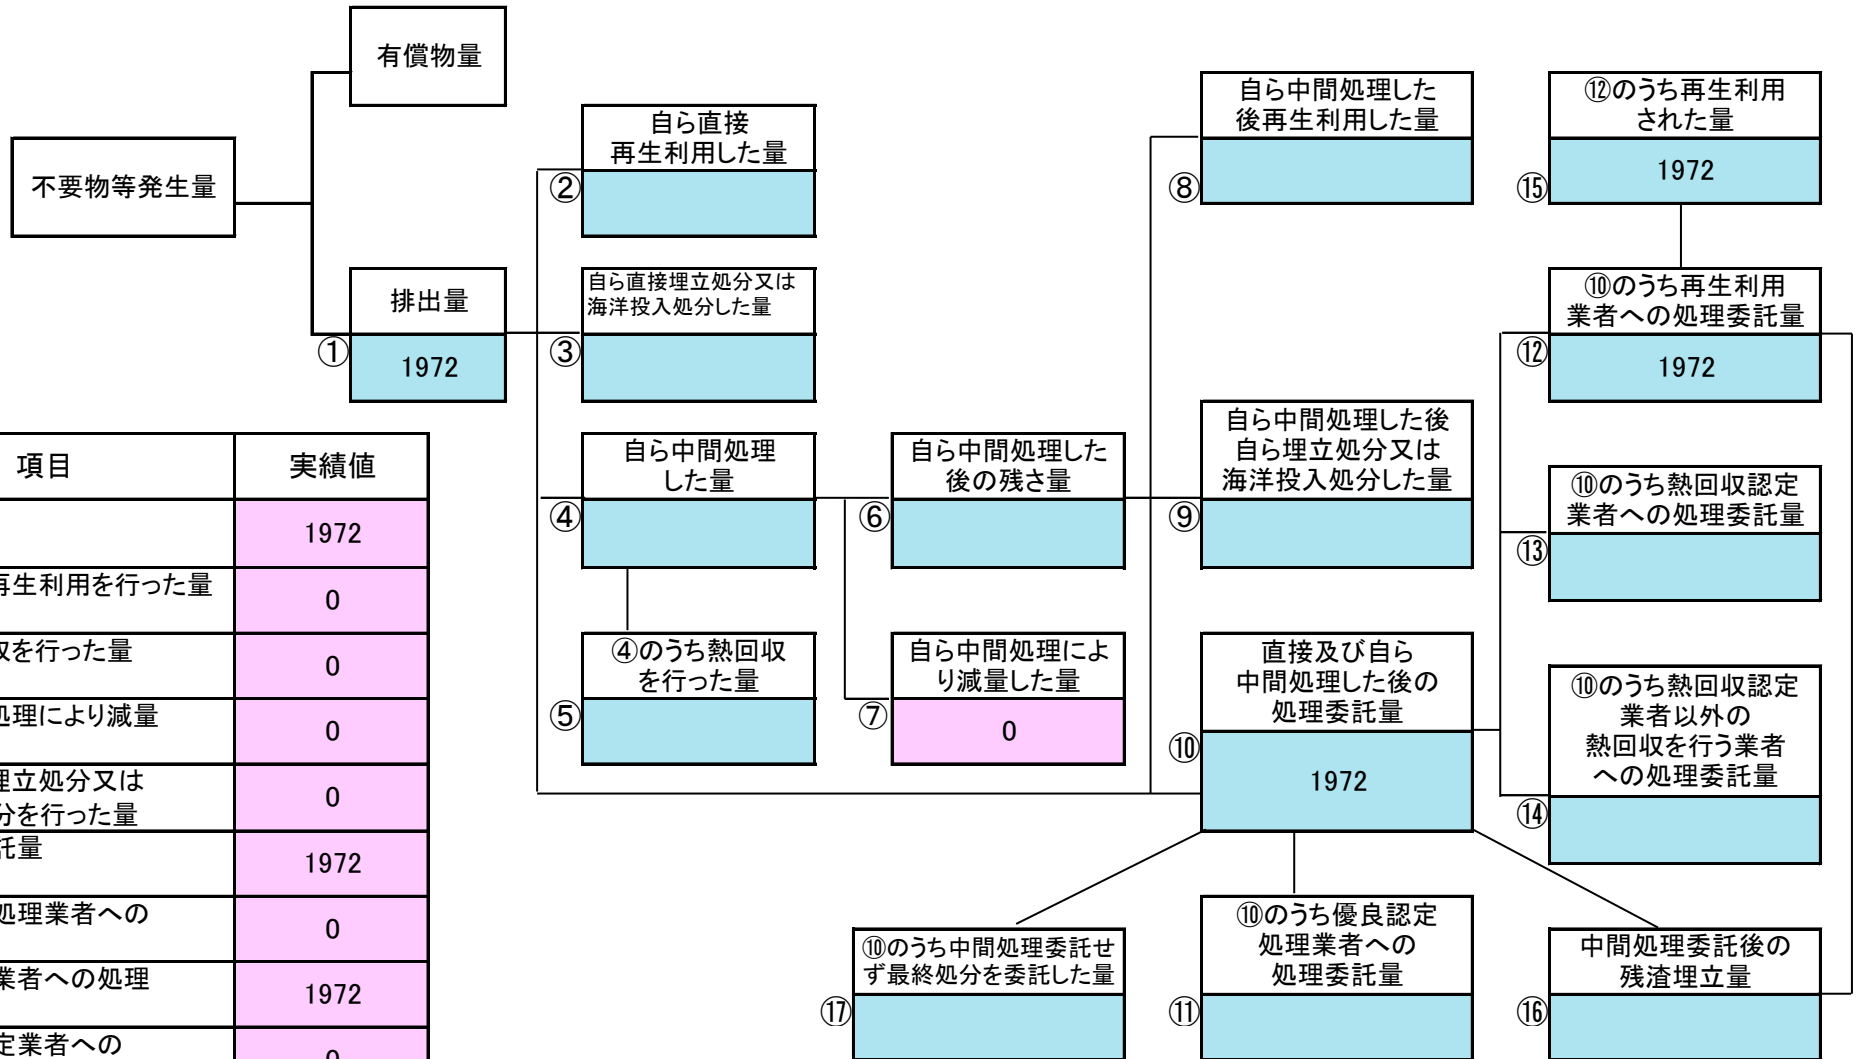 有償物量
不要物等発生量
排出量
①
1972
自ら直接
再生利用した量
②
自ら直接埋立処分又は
海洋投入処分した量
③
自ら中間処理
した量
④
④のうち熱回収
を行った量
⑤
自ら中間処理した
後の残さ量
⑥
自ら中間処理によ
り減量した量
⑦
0
自ら中間処理した
後再生利用した量
⑧
自ら中間処理した後
自ら埋立処分又は
海洋投入処分した量
⑨
直接及び自ら
中間処理した後の
処理委託量
⑩
1972
⑫のうち再生利用
された量
⑮
1972
⑩のうち再生利用
業者への処理委託量
⑫
1972
⑩のうち熱回収認定
業者への処理委託量
⑬
⑩のうち熱回収認定
業者以外の
熱回収を行う業者
への処理委託量
⑭
⑩のうち中間処理委託せ
ず最終処分を委託した量
⑰
⑩のうち優良認定
処理業者への
処理委託量
⑪
中間処理委託後の
残渣埋立量
⑯
項目 実績値
1972
再生利用を行った量 0
を行った量 0
処理により減量 0
埋立処分又は
分を行った量 0
託量 1972
処理業者への 0
業者への処理 1972
定業者への 0